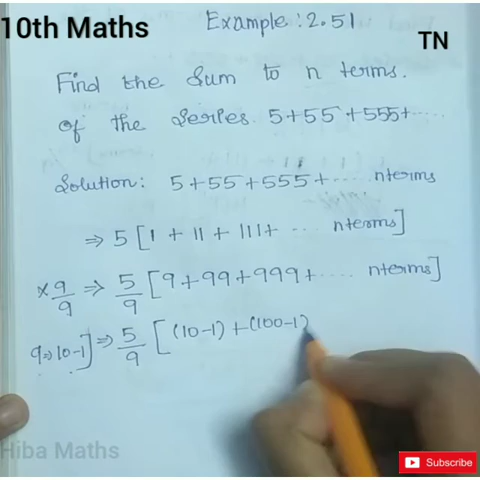 10th Maths
Example: 2.51
TN
Find the Sum to n terms.
of the Series 5+55+555+.....
Solution: 5+55+555+..... nterms
⇒ 5[1 + 11 + 111+ ... nterms]
×9/9 ⇒ 5/9 [9+99+999+..... nterms]
9⇒10-1] ⇒ 5/9 [(10-1)+(100-1)
Hiba Maths
Subscribe